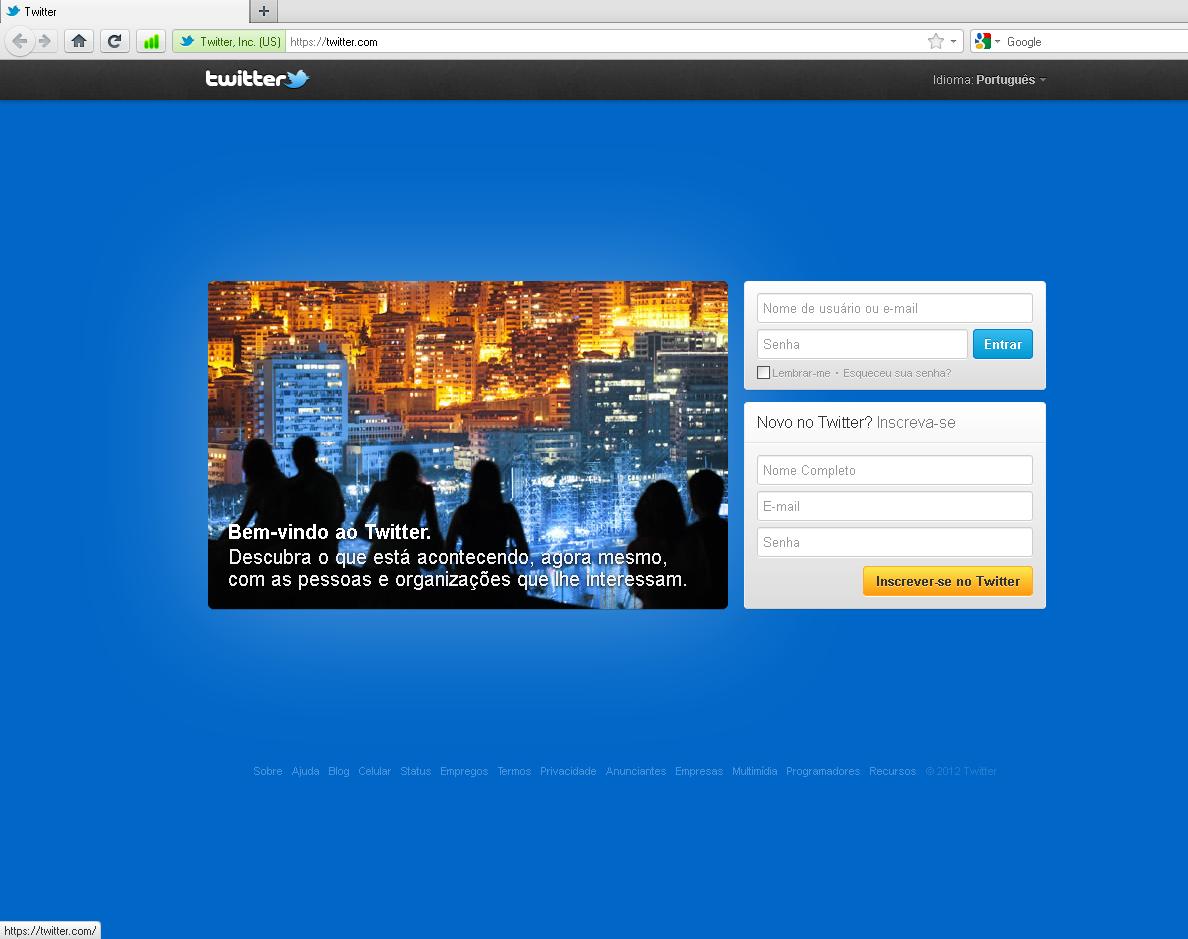 Twitter
Twitter, Inc. (US) https://twitter.com Google
twitter Idioma: Português
Nome de usuário ou e-mail
Senha Entrar
Lembrar-me · Esqueceu sua senha?
Novo no Twitter? Inscreva-se
Nome Completo
E-mail
Senha
Inscrever-se no Twitter
Bem-vindo ao Twitter.
Descubra o que está acontecendo, agora mesmo,
com as pessoas e organizações que lhe interessam.
Sobre Ajuda Blog Celular Status Empregos Termos Privacidade Anunciantes Empresas Multimídia Programadores Recursos © 2012 Twitter
https://twitter.com/